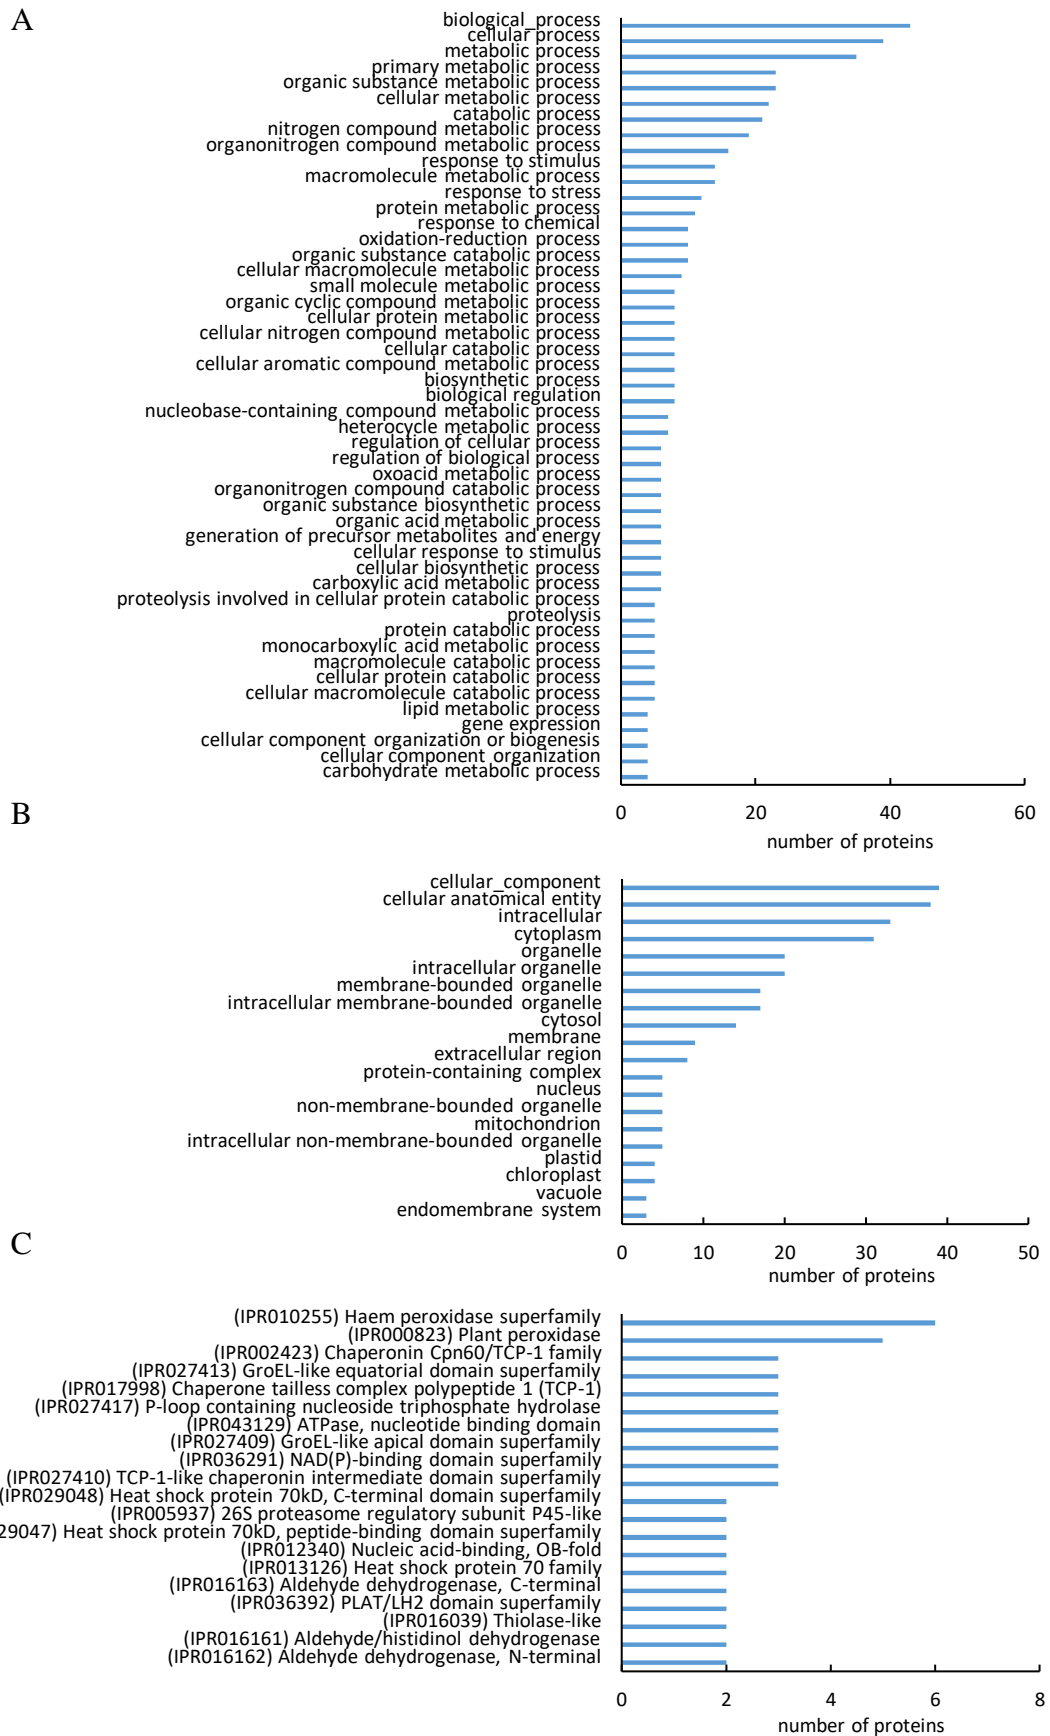 A
biological_process
cellular process
metabolic process
primary metabolic process
organic substance metabolic process
cellular metabolic process
catabolic process
nitrogen compound metabolic process
organonitrogen compound metabolic process
response to stimulus
macromolecule metabolic process
response to stress
protein metabolic process
response to chemical
oxidation-reduction process
organic substance catabolic process
cellular macromolecule metabolic process
small molecule metabolic process
organic cyclic compound metabolic process
cellular protein metabolic process
cellular nitrogen compound metabolic process
cellular catabolic process
cellular aromatic compound metabolic process
biosynthetic process
biological regulation
nucleobase-containing compound metabolic process
heterocycle metabolic process
regulation of cellular process
regulation of biological process
oxoacid metabolic process
organonitrogen compound catabolic process
organic substance biosynthetic process
organic acid metabolic process
generation of precursor metabolites and energy
cellular response to stimulus
cellular biosynthetic process
carboxylic acid metabolic process
proteolysis involved in cellular protein catabolic process
proteolysis
protein catabolic process
monocarboxylic acid metabolic process
macromolecule catabolic process
cellular protein catabolic process
cellular macromolecule catabolic process
lipid metabolic process
gene expression
cellular component organization or biogenesis
cellular component organization
carbohydrate metabolic process
0 20 40 60
number of proteins
B
cellular_component
cellular anatomical entity
intracellular
cytoplasm
organelle
intracellular organelle
membrane-bounded organelle
intracellular membrane-bounded organelle
cytosol
membrane
extracellular region
protein-containing complex
nucleus
non-membrane-bounded organelle
mitochondrion
intracellular non-membrane-bounded organelle
plastid
chloroplast
vacuole
endomembrane system
0 10 20 30 40 50
number of proteins
C
(IPR010255) Haem peroxidase superfamily
(IPR000823) Plant peroxidase
(IPR002423) Chaperonin Cpn60/TCP-1 family
(IPR027413) GroEL-like equatorial domain superfamily
(IPR017998) Chaperone tailless complex polypeptide 1 (TCP-1)
(IPR027417) P-loop containing nucleoside triphosphate hydrolase
(IPR043129) ATPase, nucleotide binding domain
(IPR027409) GroEL-like apical domain superfamily
(IPR036291) NAD(P)-binding domain superfamily
(IPR027410) TCP-1-like chaperonin intermediate domain superfamily
(IPR029048) Heat shock protein 70kD, C-terminal domain superfamily
(IPR005937) 26S proteasome regulatory subunit P45-like
29047) Heat shock protein 70kD, peptide-binding domain superfamily
(IPR012340) Nucleic acid-binding, OB-fold
(IPR013126) Heat shock protein 70 family
(IPR016163) Aldehyde dehydrogenase, C-terminal
(IPR036392) PLAT/LH2 domain superfamily
(IPR016039) Thiolase-like
(IPR016161) Aldehyde/histidinol dehydrogenase
(IPR016162) Aldehyde dehydrogenase, N-terminal
0 2 4 6 8
number of proteins